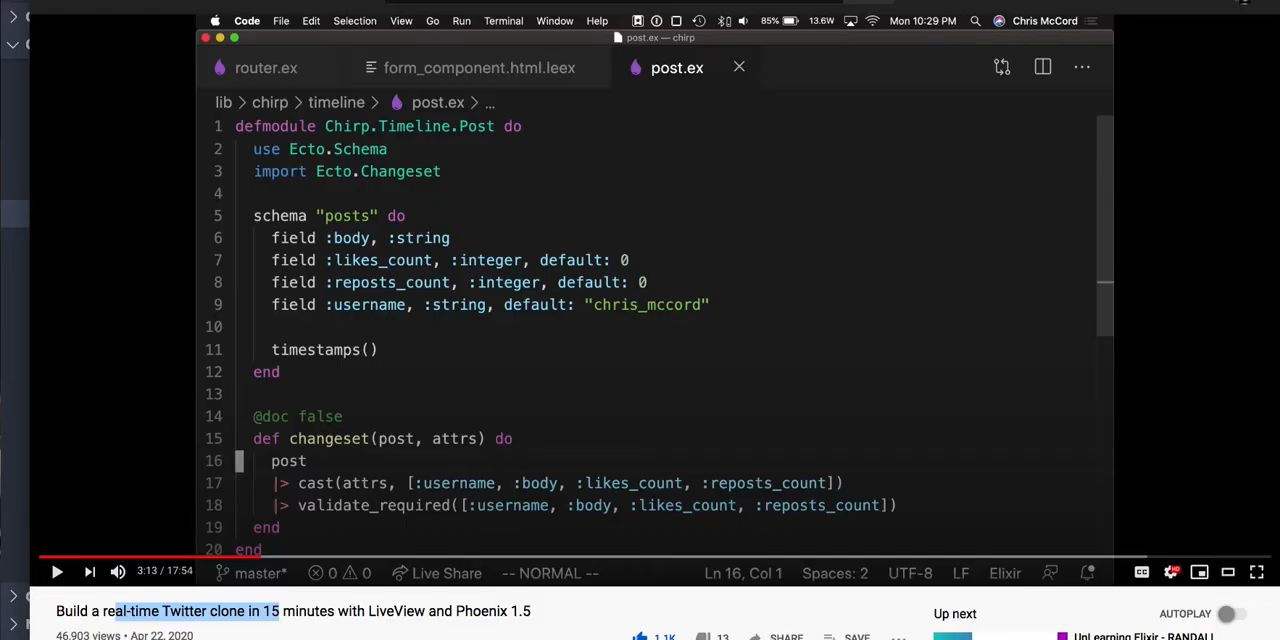 Code File Edit Selection View Go Run Terminal Window Help 85% 13.6W Mon 10:29 PM Chris McCord
post.ex — chirp
router.ex form_component.html.leex post.ex
lib > chirp > timeline > post.ex > ...
1 defmodule Chirp.Timeline.Post do
2 use Ecto.Schema
3 import Ecto.Changeset
4
5 schema "posts" do
6 field :body, :string
7 field :likes_count, :integer, default: 0
8 field :reposts_count, :integer, default: 0
9 field :username, :string, default: "chris_mccord"
10
11 timestamps()
12 end
13
14 @doc false
15 def changeset(post, attrs) do
16 post
17 |> cast(attrs, [:username, :body, :likes_count, :reposts_count])
18 |> validate_required([:username, :body, :likes_count, :reposts_count])
19 end
20 end
3:13 / 17:54 master* 0 0 Live Share -- NORMAL -- Ln 16, Col 1 Spaces: 2 UTF-8 LF Elixir CC HD
Build a real-time Twitter clone in 15 minutes with LiveView and Phoenix 1.5
Up next AUTOPLAY
46,903 views • Apr 22, 2020 1.1K 13 SHARE SAVE ...
UnLearning Elixir - RANDALL